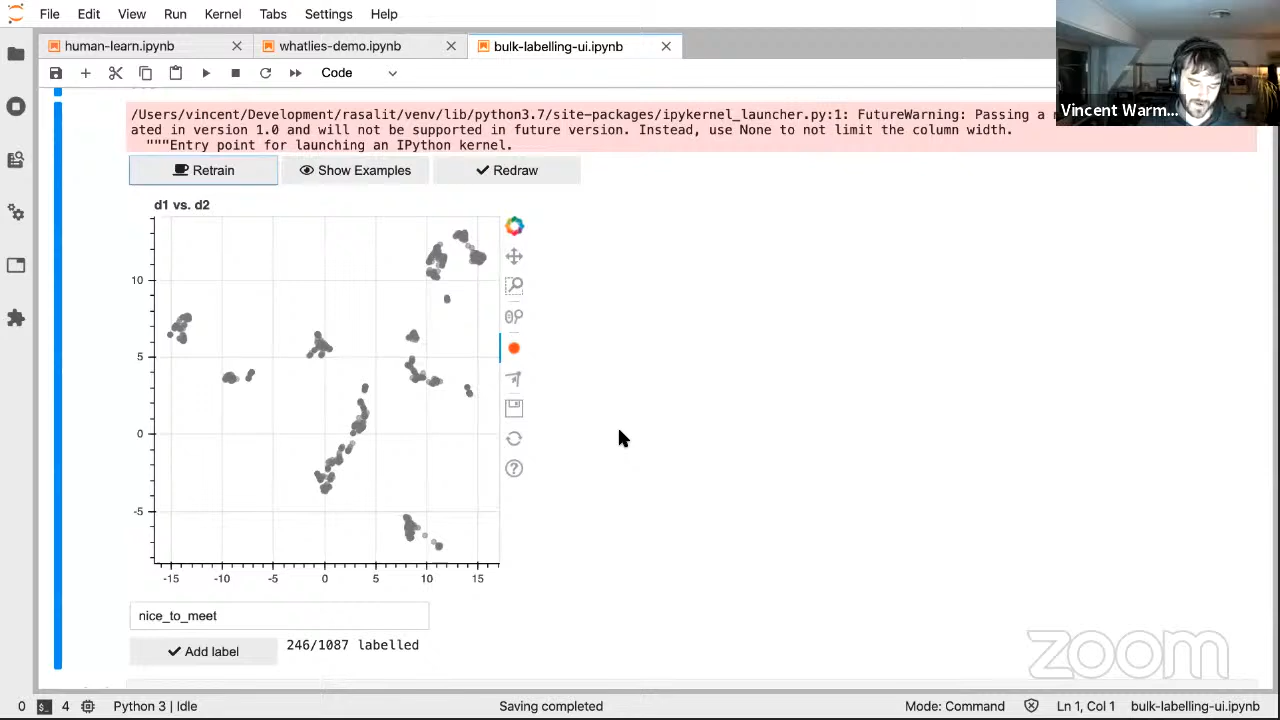 File Edit View Run Kernel Tabs Settings Help
human-learn.ipynb
whatlies-demo.ipynb
bulk-labelling-ui.ipynb
Code
Vincent Warm...
/Users/vincent/Development/rasalit/venv/lib/python3.7/site-packages/ipykernel_launcher.py:1: FutureWarning: Passing a
ated in version 1.0 and will not be supported in future version. Instead, use None to not limit the column width.
"""Entry point for launching an IPython kernel.
Retrain Show Examples Redraw
d1 vs. d2
10
5
0
-5
-15 -10 -5 0 5 10 15
nice_to_meet
Add label 246/1087 labelled
zoom
0 4 Python 3 | Idle Saving completed Mode: Command Ln 1, Col 1 bulk-labelling-ui.ipynb